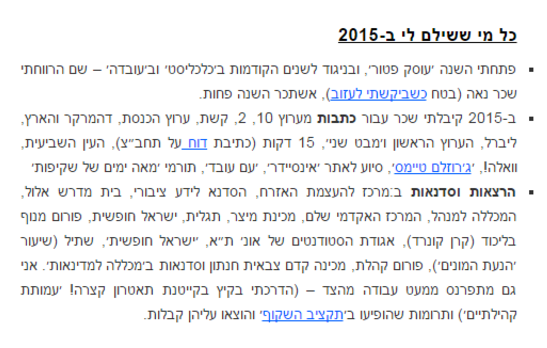 כל מי ששילם לי ב-2015
פתחתי השנה 'עוסק פטור', ובניגוד לשנים הקודמות ב'כלכליסט' וב'עובדה' – שם הרווחתי
שכר נאה (בטח כשביקשתי לעזוב), אשתכר השנה פחות.
ב-2015 קיבלתי שכר עבור כתבות מערוץ 10, 2, קשת, ערוץ הכנסת, דהמרקר והארץ,
ליברל, הערוץ הראשון ו'מבט שני', 15 דקות (כתיבת דוח על תחב"צ), העין השביעית,
וואלה!, 'ג'רוזלם טיימס', סיוע לאתר 'אינסיידר', 'עם עובד', תורמי 'מאה ימים של שקיפות'
הרצאות וסדנאות ב:מרכז להעצמת האזרח, הסדנא לידע ציבורי, בית מדרש אלול,
המכללה למנהל, המרכז האקדמי שלם, מכינת מיצר, תגלית, ישראל חופשית, פורום מנוף
בליכוד (קרן קונרד), אגודת הסטודנטים של אונ' ת"א, 'ישראל חופשית', שתיל (שיעור
'הנעת המונים'), פורום קהלת, מכינה קדם צבאית חנתון וסדנאות ב'מכללה למדינאות'. אני
גם מתפרנס ממעט עבודה מהצד – (הדרכתי בקיץ בקייטנת תאטרון קצרה! 'עמותת
קהילתיים') ותרומות שהופיעו ב'תקציב השקוף' והוצאו עליהן קבלות.